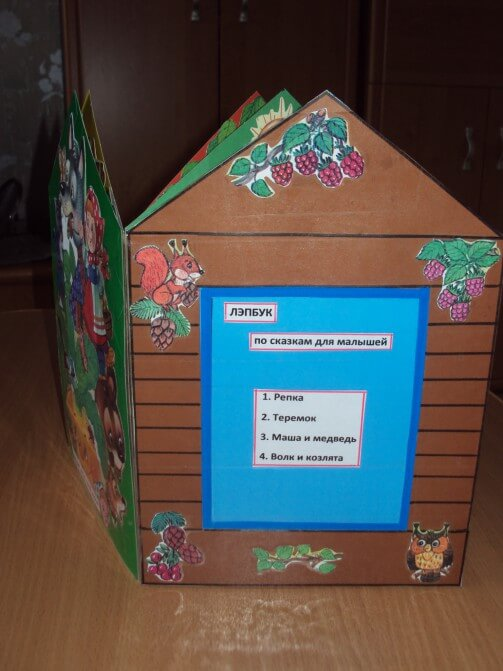 ЛЭПБУК
по сказкам для малышей
1. Репка
2. Теремок
3. Маша и медведь
4. Волк и козлята